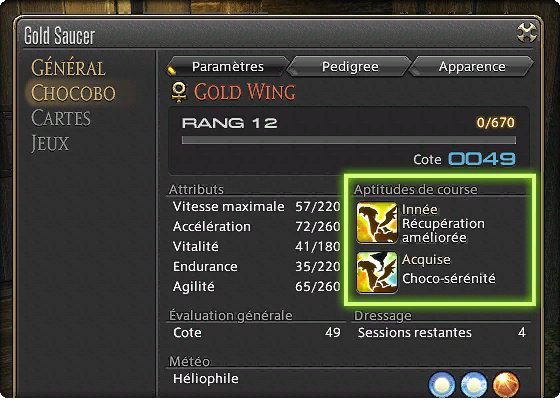 Gold Saucer
GÉNÉRAL
CHOCOBO
CARTES
JEUX
Paramètres Pedigree Apparence
GOLD WING
RANG 12 0/670
Cote 0049
Attributs
Vitesse maximale 57/220
Accélération 72/260
Vitalité 41/180
Endurance 35/220
Agilité 65/260
Aptitudes de course
Innée
Récupération
améliorée
Acquise
Choco-sérénité
Évaluation générale
Cote 49
Dressage
Sessions restantes 4
Météo
Héliophile